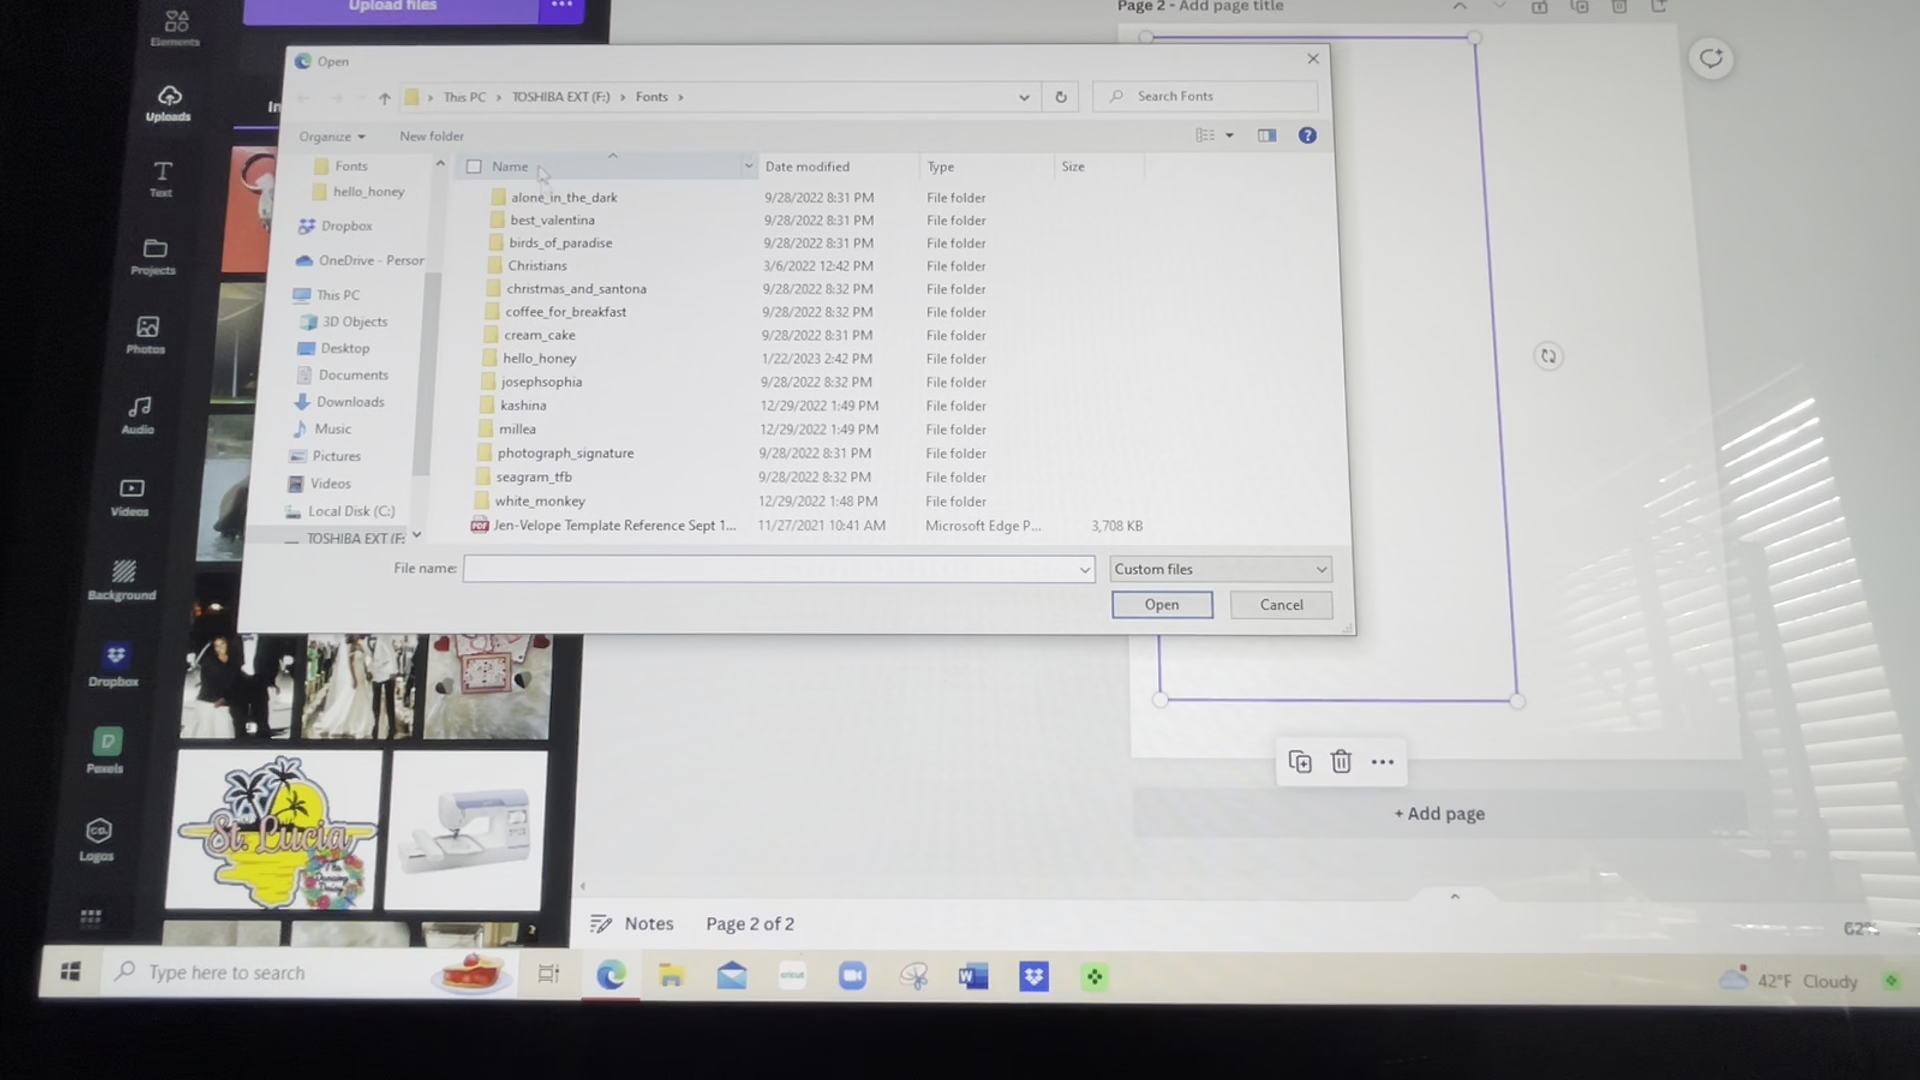 Upload files
Page 2 - Add page title
Elements
Open
Uploads
This PC > TOSHIBA EXT (F:) > Fonts >
Search Fonts
Organize
New folder
Name
Date modified
Type
Size
Fonts
hello_honey
Dropbox
OneDrive - Person
This PC
3D Objects
Desktop
Documents
Downloads
Music
Pictures
Videos
Local Disk (C:)
TOSHIBA EXT (F:
alone_in_the_dark 9/28/2022 8:31 PM File folder
best_valentina 9/28/2022 8:31 PM File folder
birds_of_paradise 9/28/2022 8:31 PM File folder
Christians 3/6/2022 12:42 PM File folder
christmas_and_santona 9/28/2022 8:32 PM File folder
coffee_for_breakfast 9/28/2022 8:32 PM File folder
cream_cake 9/28/2022 8:31 PM File folder
hello_honey 1/22/2023 2:42 PM File folder
josephsophia 9/28/2022 8:32 PM File folder
kashina 12/29/2022 1:49 PM File folder
millea 12/29/2022 1:49 PM File folder
photograph_signature 9/28/2022 8:31 PM File folder
seagram_tfb 9/28/2022 8:32 PM File folder
white_monkey 12/29/2022 1:48 PM File folder
PDF Jen-Velope Template Reference Sept 1... 11/27/2021 10:41 AM Microsoft Edge P... 3,708 KB
File name:
Custom files
Open
Cancel
Text
Projects
Photos
Audio
Videos
Background
Dropbox
Pexels
Logos
CO.
St. Lucia
+ Add page
Notes
Page 2 of 2
62%
Type here to search
cricut
W
42°F Cloudy